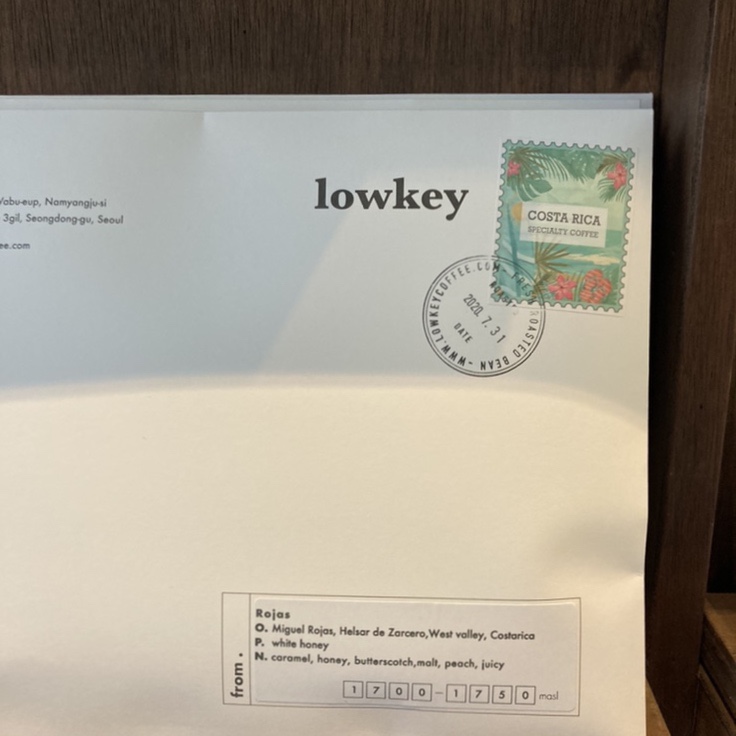 Wabu-eup, Namyangju-si
3gil, Seongdong-gu, Seoul
ee.com
lowkey
COSTA RICA
SPECIALTY COFFEE
WWW.LOWKEYCOFFEE.COM - FRESH ROASTED BEAN -
ROAST
2020. 7. 31
DATE
from.
Rojas
O. Miguel Rojas, Helsar de Zarcero,West valley, Costarica
P. white honey
N. caramel, honey, butterscotch,malt, peach, juicy
1700-1750 masl